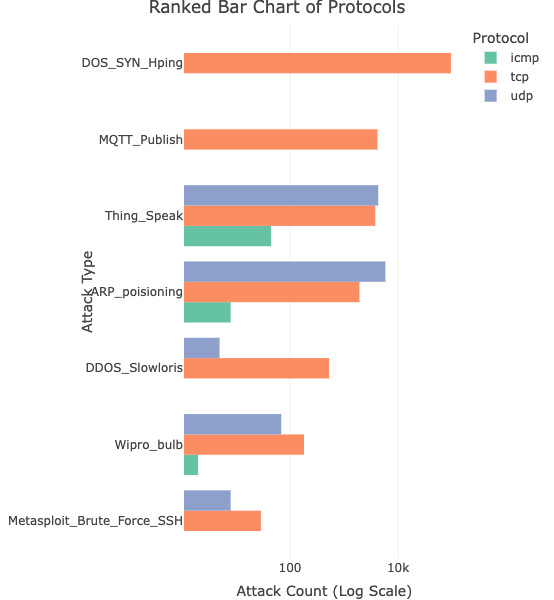 Ranked Bar Chart of Protocols
Protocol
icmp
tcp
udp
DOS_SYN_Hping
MQTT_Publish
Thing_Speak
ARP_poisioning
DDOS_Slowloris
Wipro_bulb
Metasploit_Brute_Force_SSH
Attack Type
100
10k
Attack Count (Log Scale)